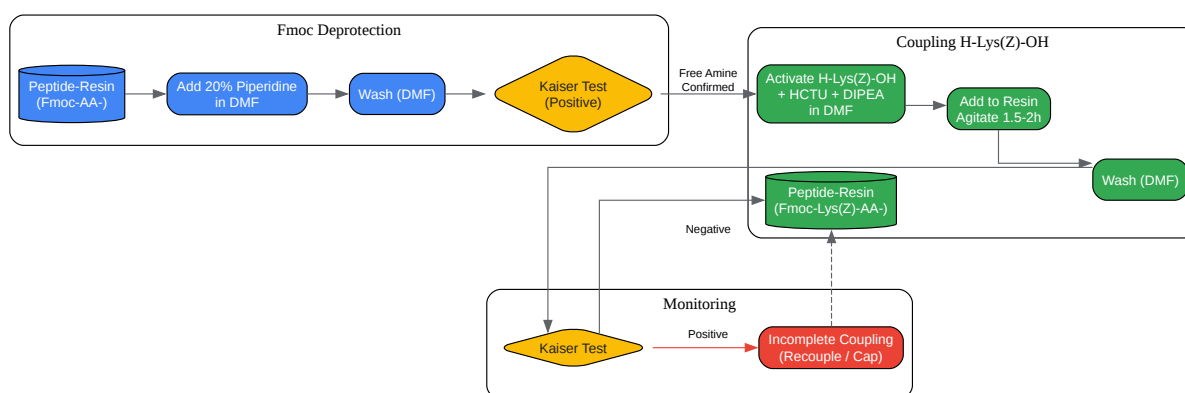 Fmoc Deprotection
Peptide-Resin
(Fmoc-AA-)
Add 20% Piperidine
in DMF
Wash (DMF)
Kaiser Test
(Positive)
Free Amine
Confirmed
Coupling H-Lys(Z)-OH
Activate H-Lys(Z)-OH
+ HCTU + DIPEA
in DMF
Add to Resin
Agitate 1.5-2h
Wash (DMF)
Peptide-Resin
(Fmoc-Lys(Z)-AA-)
Negative
Monitoring
Kaiser Test
Positive
Incomplete Coupling
(Recouple / Cap)